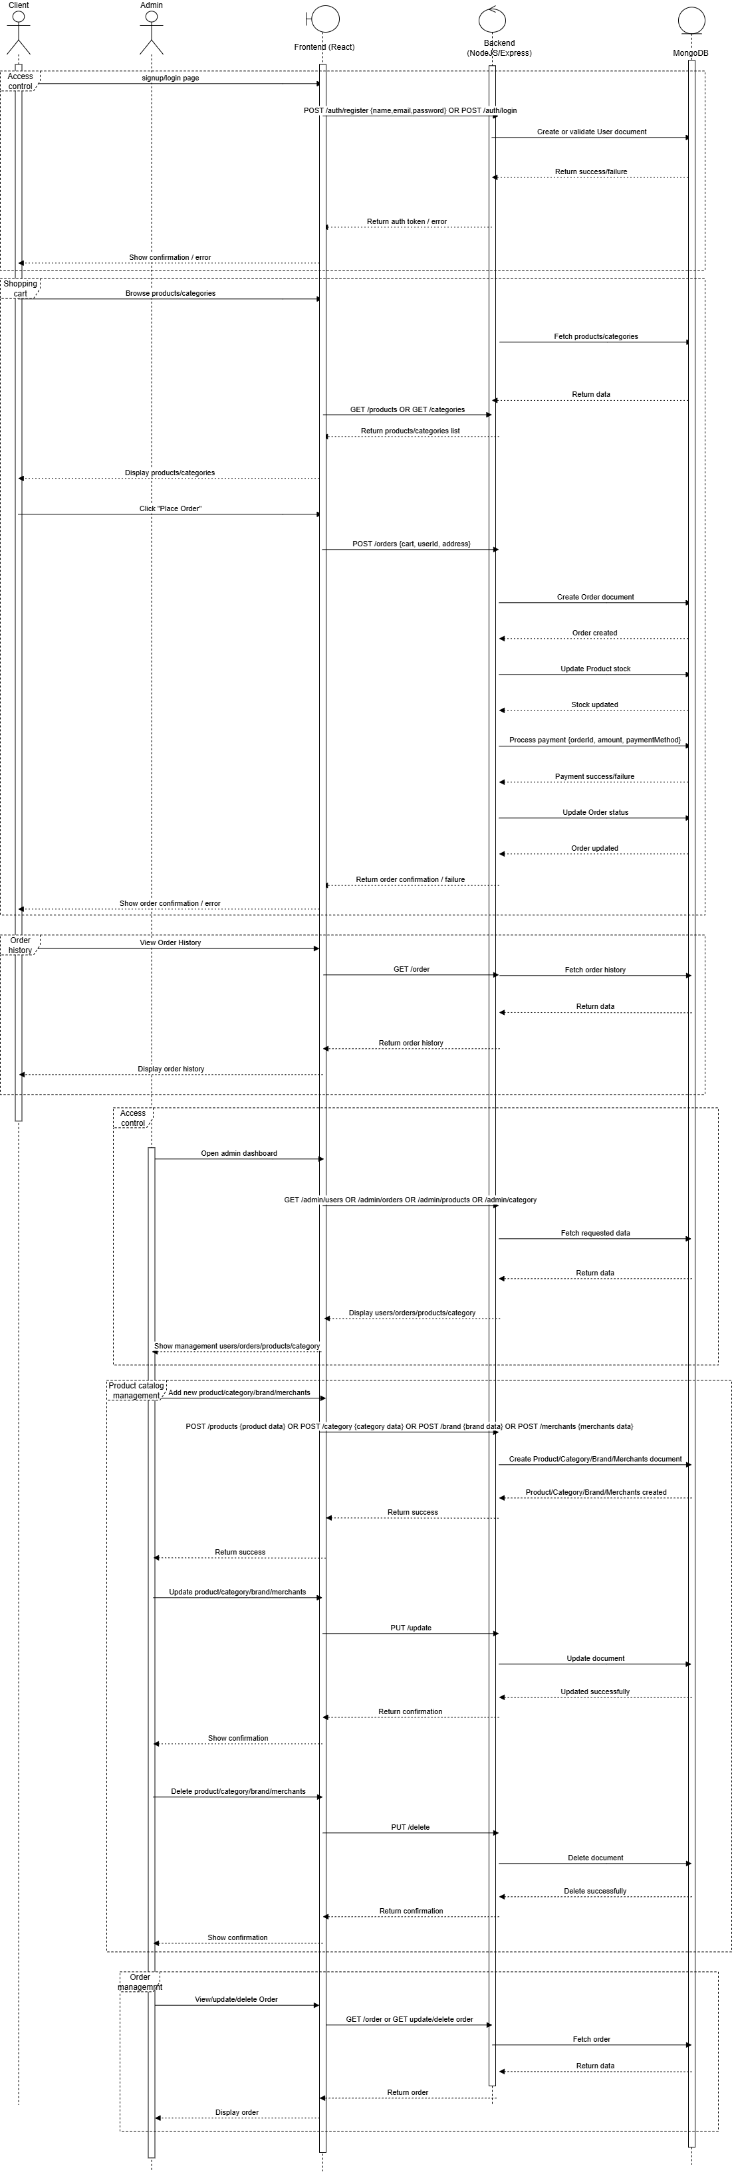 Client
Admin
Frontend (React)
Backend
(NodeJS/Express)
MongoDB
Access
control
signup/login page
POST /auth/register {name,email,password} OR POST /auth/login
Create or validate User document
Return success/failure
Return auth token / error
Show confirmation / error
Shopping
cart
Browse products/categories
Fetch products/categories
Return data
GET /products OR GET /categories
Return products/categories list
Display products/categories
Click "Place Order"
POST /orders {cart, userId, address}
Create Order document
Order created
Update Product stock
Stock updated
Process payment {orderId, amount, paymentMethod}
Payment success/failure
Update Order status
Order updated
Return order confirmation / failure
Show order confirmation / error
Order
history
View Order History
GET /order
Fetch order history
Return data
Return order history
Display order history
Access
control
Open admin dashboard
GET /admin/users OR /admin/orders OR /admin/products OR /admin/category
Fetch requested data
Return data
Display users/orders/products/category
Show management users/orders/products/category
Product catalog
management
Add new product/category/brand/merchants
POST /products {product data} OR POST /category {category data} OR POST /brand {brand data} OR POST /merchants {merchants data}
Create Product/Category/Brand/Merchants document
Product/Category/Brand/Merchants created
Return success
Return success
Update product/category/brand/merchants
PUT /update
Update document
Updated successfully
Return confirmation
Show confirmation
Delete product/category/brand/merchants
PUT /delete
Delete document
Delete successfully
Return confirmation
Show confirmation
Order
managemnt
View/update/delete Order
GET /order or GET update/delete order
Fetch order
Return data
Return order
Display order